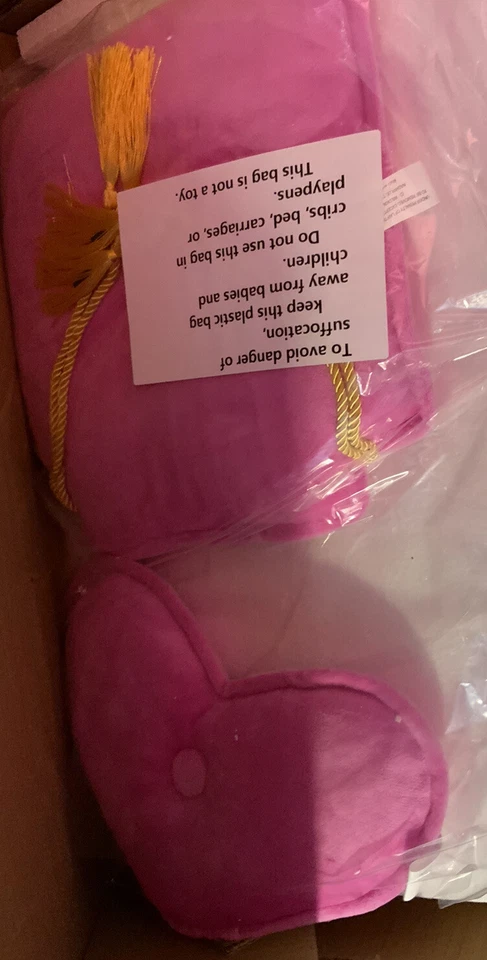 To avoid danger of
suffocation,
keep this plastic bag
away from babies and
children.
Do not use this bag in
cribs, bed, carriages, or
playpens.
This bag is not a toy.